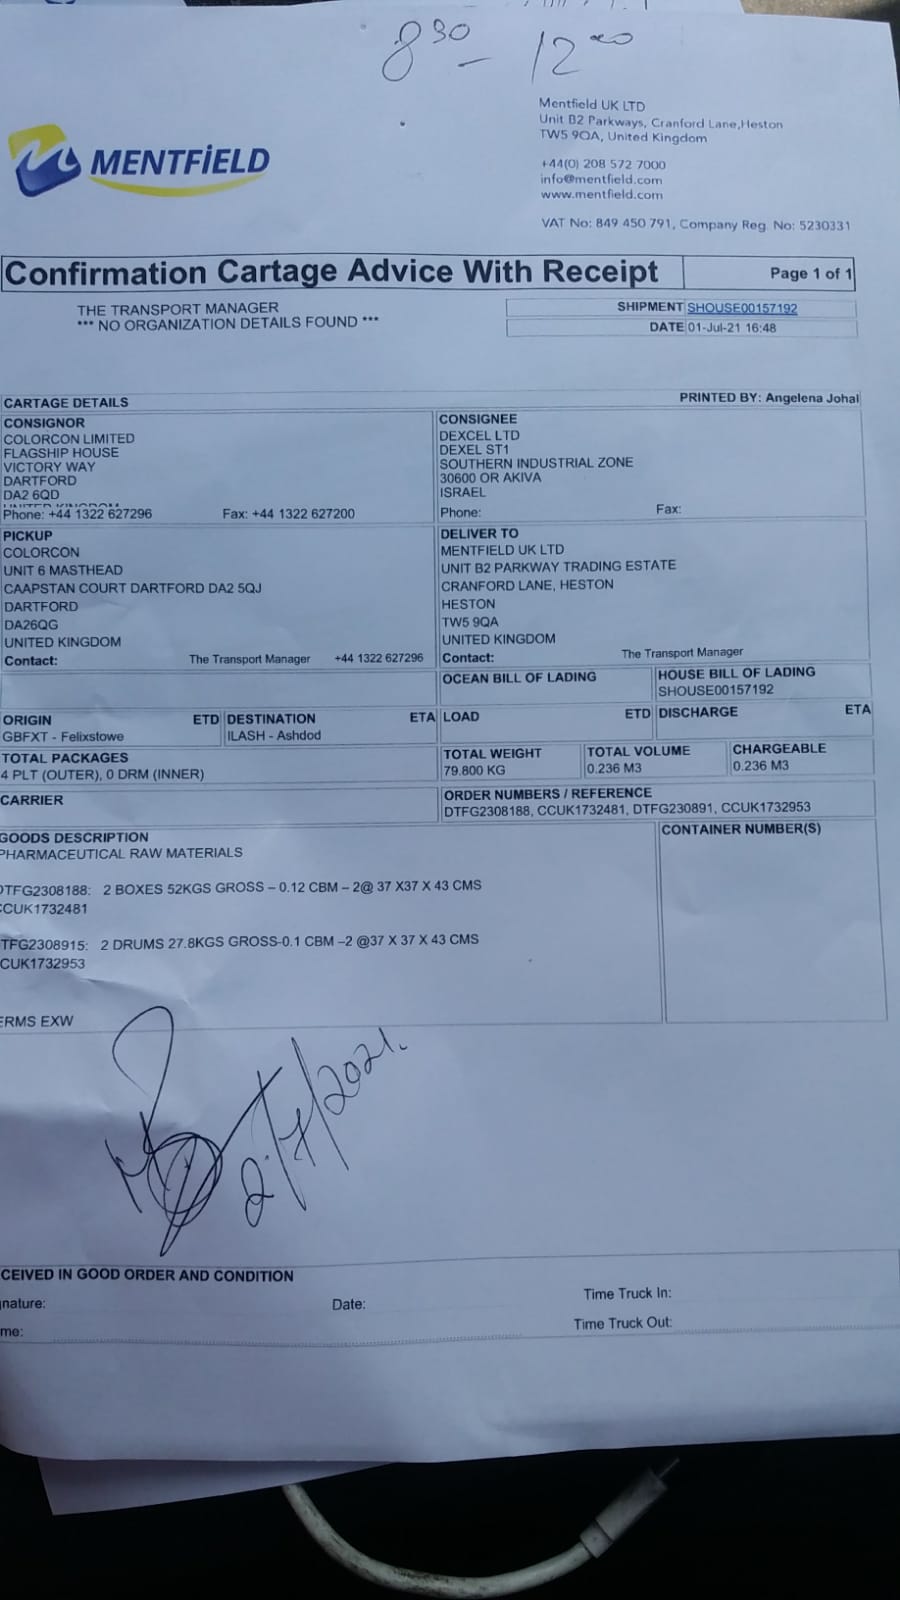 8 30 - 12 00
Mentfield UK LTD
Unit B2 Parkways, Cranford Lane,Heston
TW5 9QA, United Kingdom
+44(0) 208 572 7000
info@mentfield.com
www.mentfield.com
VAT No: 849 450 791, Company Reg. No: 5230331
MENTFiELD
Confirmation Cartage Advice With Receipt
Page 1 of 1
THE TRANSPORT MANAGER
*** NO ORGANIZATION DETAILS FOUND ***
SHIPMENT SHOUSE00157192
DATE 01-Jul-21 16:48
CARTAGE DETAILS
PRINTED BY: Angelena Johal
CONSIGNOR
COLORCON LIMITED
FLAGSHIP HOUSE
VICTORY WAY
DARTFORD
DA2 6QD
UNITED KINGDOM
Phone: +44 1322 627296 Fax: +44 1322 627200
CONSIGNEE
DEXCEL LTD
DEXEL ST1
SOUTHERN INDUSTRIAL ZONE
30600 OR AKIVA
ISRAEL
Phone: Fax:
PICKUP
COLORCON
UNIT 6 MASTHEAD
CAAPSTAN COURT DARTFORD DA2 5QJ
DARTFORD
DA26QG
UNITED KINGDOM
Contact: The Transport Manager +44 1322 627296
DELIVER TO
MENTFIELD UK LTD
UNIT B2 PARKWAY TRADING ESTATE
CRANFORD LANE, HESTON
HESTON
TW5 9QA
UNITED KINGDOM
Contact: The Transport Manager
OCEAN BILL OF LADING
HOUSE BILL OF LADING
SHOUSE00157192
ORIGIN ETD
GBFXT - Felixstowe
DESTINATION ETA
ILASH - Ashdod
LOAD ETD
DISCHARGE ETA
TOTAL PACKAGES
4 PLT (OUTER), 0 DRM (INNER)
TOTAL WEIGHT
79.800 KG
TOTAL VOLUME
0.236 M3
CHARGEABLE
0.236 M3
CARRIER
ORDER NUMBERS / REFERENCE
DTFG2308188, CCUK1732481, DTFG230891, CCUK1732953
GOODS DESCRIPTION
PHARMACEUTICAL RAW MATERIALS
CONTAINER NUMBER(S)
DTFG2308188: 2 BOXES 52KGS GROSS – 0.12 CBM – 2@ 37 X37 X 43 CMS
CCUK1732481
TFG2308915: 2 DRUMS 27.8KGS GROSS-0.1 CBM –2 @37 X 37 X 43 CMS
CUK1732953
ERMS EXW
2/7/2021.
CEIVED IN GOOD ORDER AND CONDITION
nature: Date: Time Truck In:
me: Time Truck Out: